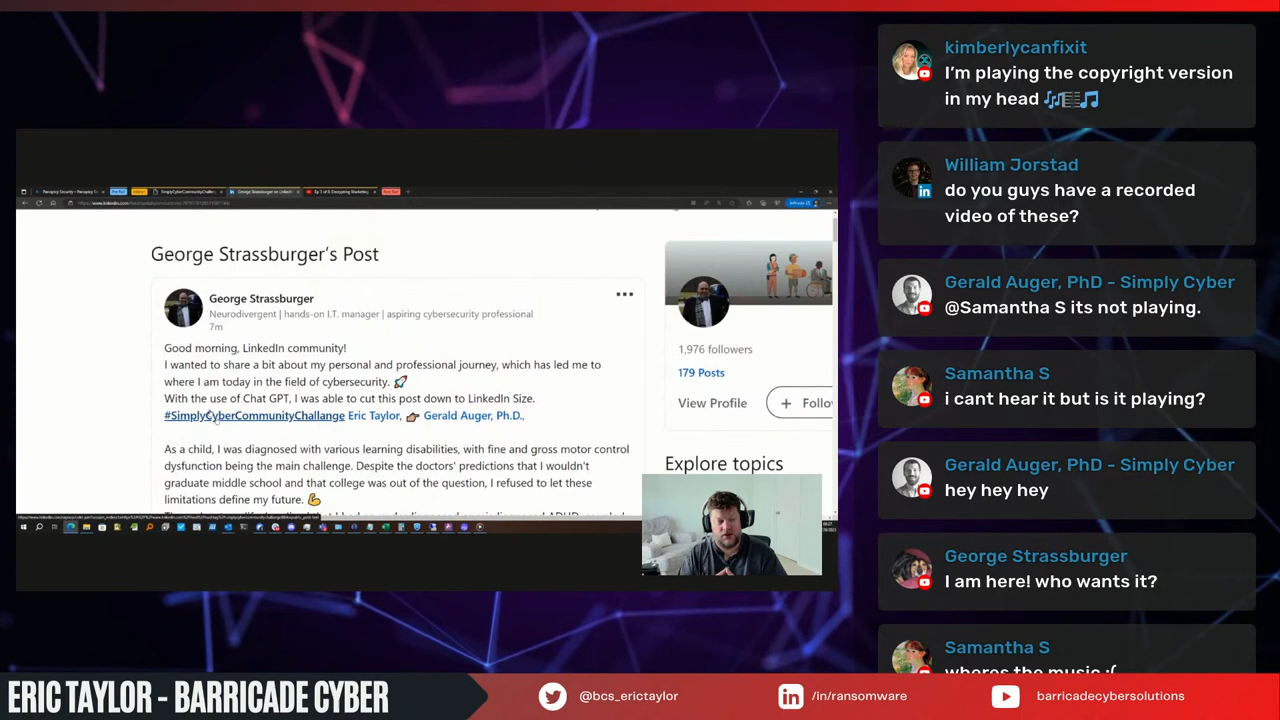 George Strassburger's Post
George Strassburger
Neurodivergent | hands-on I.T. manager | aspiring cybersecurity professional
7m
Good morning, LinkedIn community!
I wanted to share a bit about my personal and professional journey, which has led me to
where I am today in the field of cybersecurity. 🚀
With the use of Chat GPT, I was able to cut this post down to LinkedIn Size.
#SimplyCyberCommunityChallange Eric Taylor, 👉 Gerald Auger, Ph.D.,
As a child, I was diagnosed with various learning disabilities, with fine and gross motor control
dysfunction being the main challenge. Despite the doctors' predictions that I wouldn't
graduate middle school and that college was out of the question, I refused to let these
limitations define my future. 💪
1,976 followers
179 Posts
View Profile
+ Follo
Explore topics
kimberlycanfixit
I'm playing the copyright version
in my head 🎶🎼🎵
William Jorstad
do you guys have a recorded
video of these?
Gerald Auger, PhD - Simply Cyber
@Samantha S its not playing.
Samantha S
i cant hear it but is it playing?
Gerald Auger, PhD - Simply Cyber
hey hey hey
George Strassburger
I am here! who wants it?
Samantha S
wheres the music :(
ERIC TAYLOR - BARRICADE CYBER
@bcs_erictaylor
/in/ransomware
barricadecybersolutions